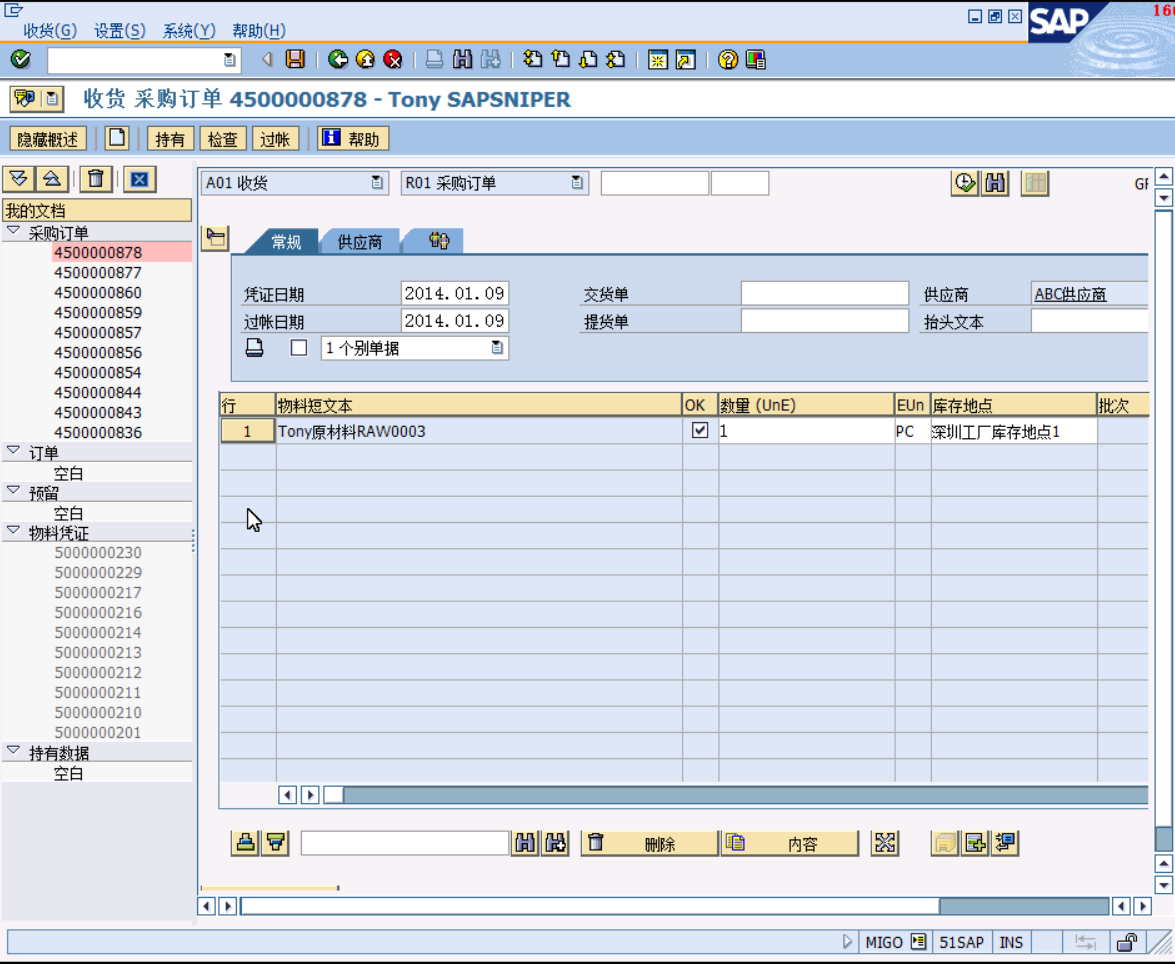 收货(G) 设置(S) 系统(Y) 帮助(H)
SAP
收货 采购订单 4500000878 - Tony SAPSNIPER
隐藏概述 持有 检查 过帐 帮助
A01 收货 R01 采购订单
我的文档
采购订单
4500000878
4500000877
4500000860
4500000859
4500000857
4500000856
4500000854
4500000844
4500000843
4500000836
订单
空白
预留
空白
物料凭证
5000000230
5000000229
5000000217
5000000216
5000000214
5000000213
5000000212
5000000211
5000000210
5000000201
持有数据
空白
常规 供应商
凭证日期 2014.01.09 交货单 供应商 ABC供应商
过帐日期 2014.01.09 提货单 抬头文本
1 个别单据
行 物料短文本 OK 数量 (UnE) EUn 库存地点 批次
1 Tony原材料RAW0003 1 PC 深圳工厂库存地点1
删除 内容
MIGO 51SAP INS